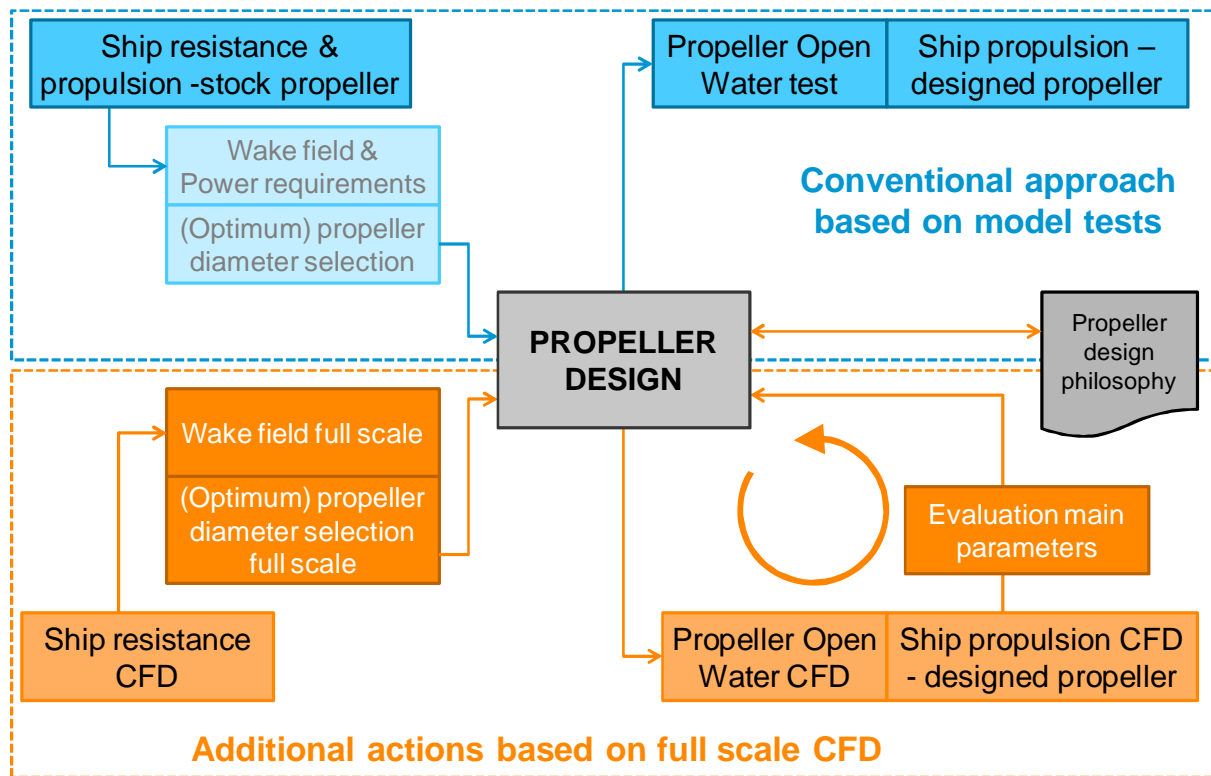 Ship resistance &
propulsion -stock propeller
Wake field &
Power requirements
(Optimum) propeller
diameter selection
Propeller Open
Water test
Ship propulsion –
designed propeller
Conventional approach
based on model tests
PROPELLER
DESIGN
Propeller
design
philosophy
Wake field full scale
(Optimum) propeller
diameter selection
full scale
Ship resistance
CFD
Evaluation main
parameters
Propeller Open
Water CFD
Ship propulsion CFD
- designed propeller
Additional actions based on full scale CFD